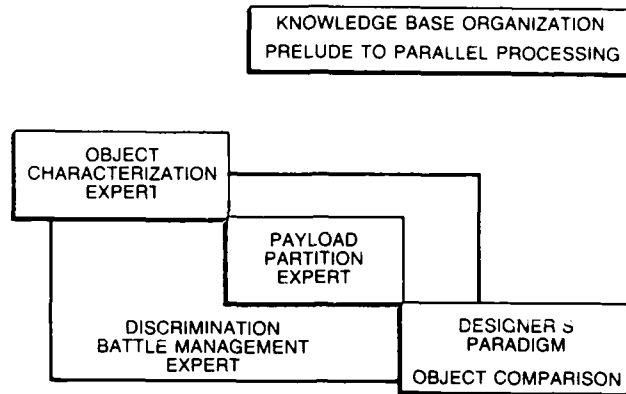 KNOWLEDGE BASE ORGANIZATION
PRELUDE TO PARALLEL PROCESSING
OBJECT
CHARACTERIZATION
EXPERT
PAYLOAD
PARTITION
EXPERT
DISCRIMINATION
BATTLE MANAGEMENT
EXPERT
DESIGNER S
PARADIGM
OBJECT COMPARISON